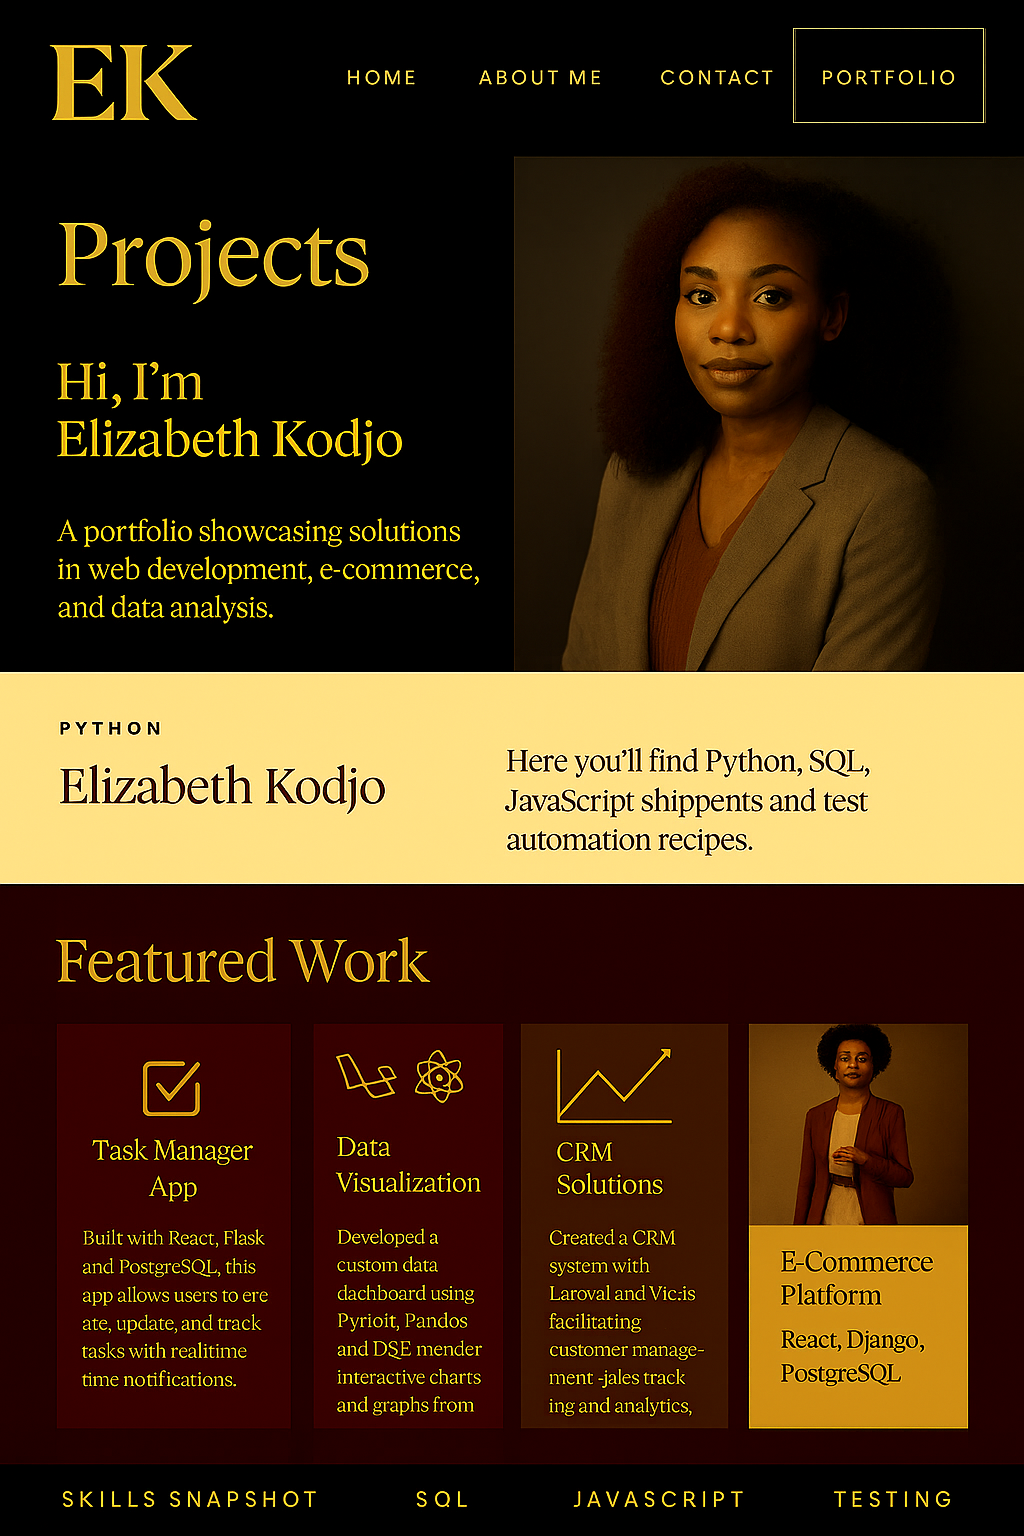 EK
HOME
ABOUT ME
CONTACT
PORTFOLIO
Projects
Hi, I'm
Elizabeth Kodjo
A portfolio showcasing solutions
in web development, e-commerce,
and data analysis.
PYTHON
Elizabeth Kodjo
Here you'll find Python, SQL,
JavaScript shippents and test
automation recipes.
Featured Work
Task Manager
App
Built with React, Flask
and PostgreSQL, this
app allows users to ere
ate, update, and track
tasks with realitime
time notifications.
Data
Visualization
Developed a
custom data
dachboard using
Pyrioit, Pandos
and DSE mender
interactive charts
and graphs from
CRM
Solutions
Created a CRM
system with
Laroval and Vic:is
facilitating
customer manage-
ment -jales track
ing and analytics,
E-Commerce
Platform
React, Django,
PostgreSQL
SKILLS SNAPSHOT
SQL
JAVASCRIPT
TESTING